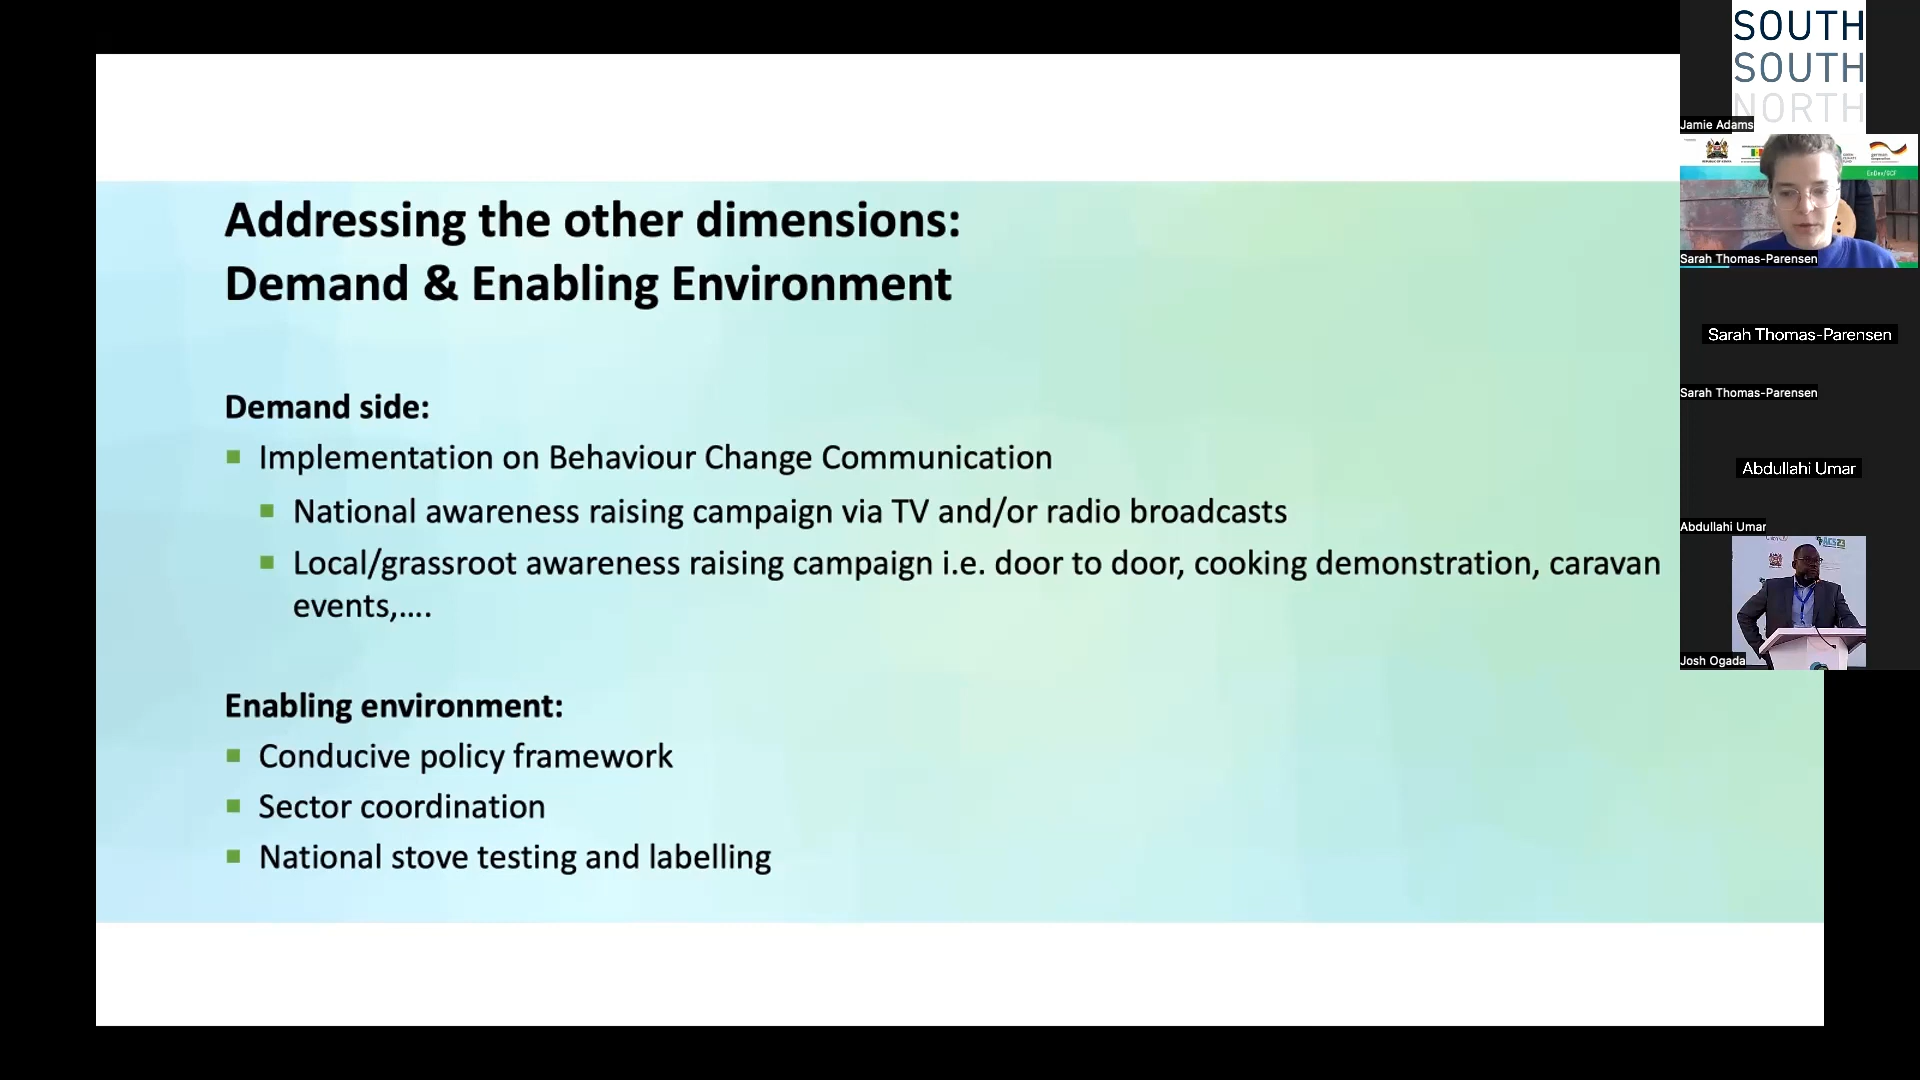 Addressing the other dimensions:
Demand & Enabling Environment
Demand side:
Implementation on Behaviour Change Communication
National awareness raising campaign via TV and/or radio broadcasts
Local/grassroot awareness raising campaign i.e. door to door, cooking demonstration, caravan
events,....
Enabling environment:
Conducive policy framework
Sector coordination
National stove testing and labelling
SOUTH
SOUTH
NORTH
Jamie Adams
EnDev/GCF
Sarah Thomas-Parensen
Sarah Thomas-Parensen
Sarah Thomas-Parensen
Abdullahi Umar
Abdullahi Umar
ACS23
Josh Ogada